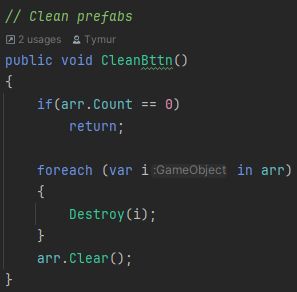 // Clean prefabs
2 usages Tymur
public void CleanBttn()
{
if(arr.Count == 0)
return;
foreach (var i :GameObject in arr)
{
Destroy(i);
}
arr.Clear();
}